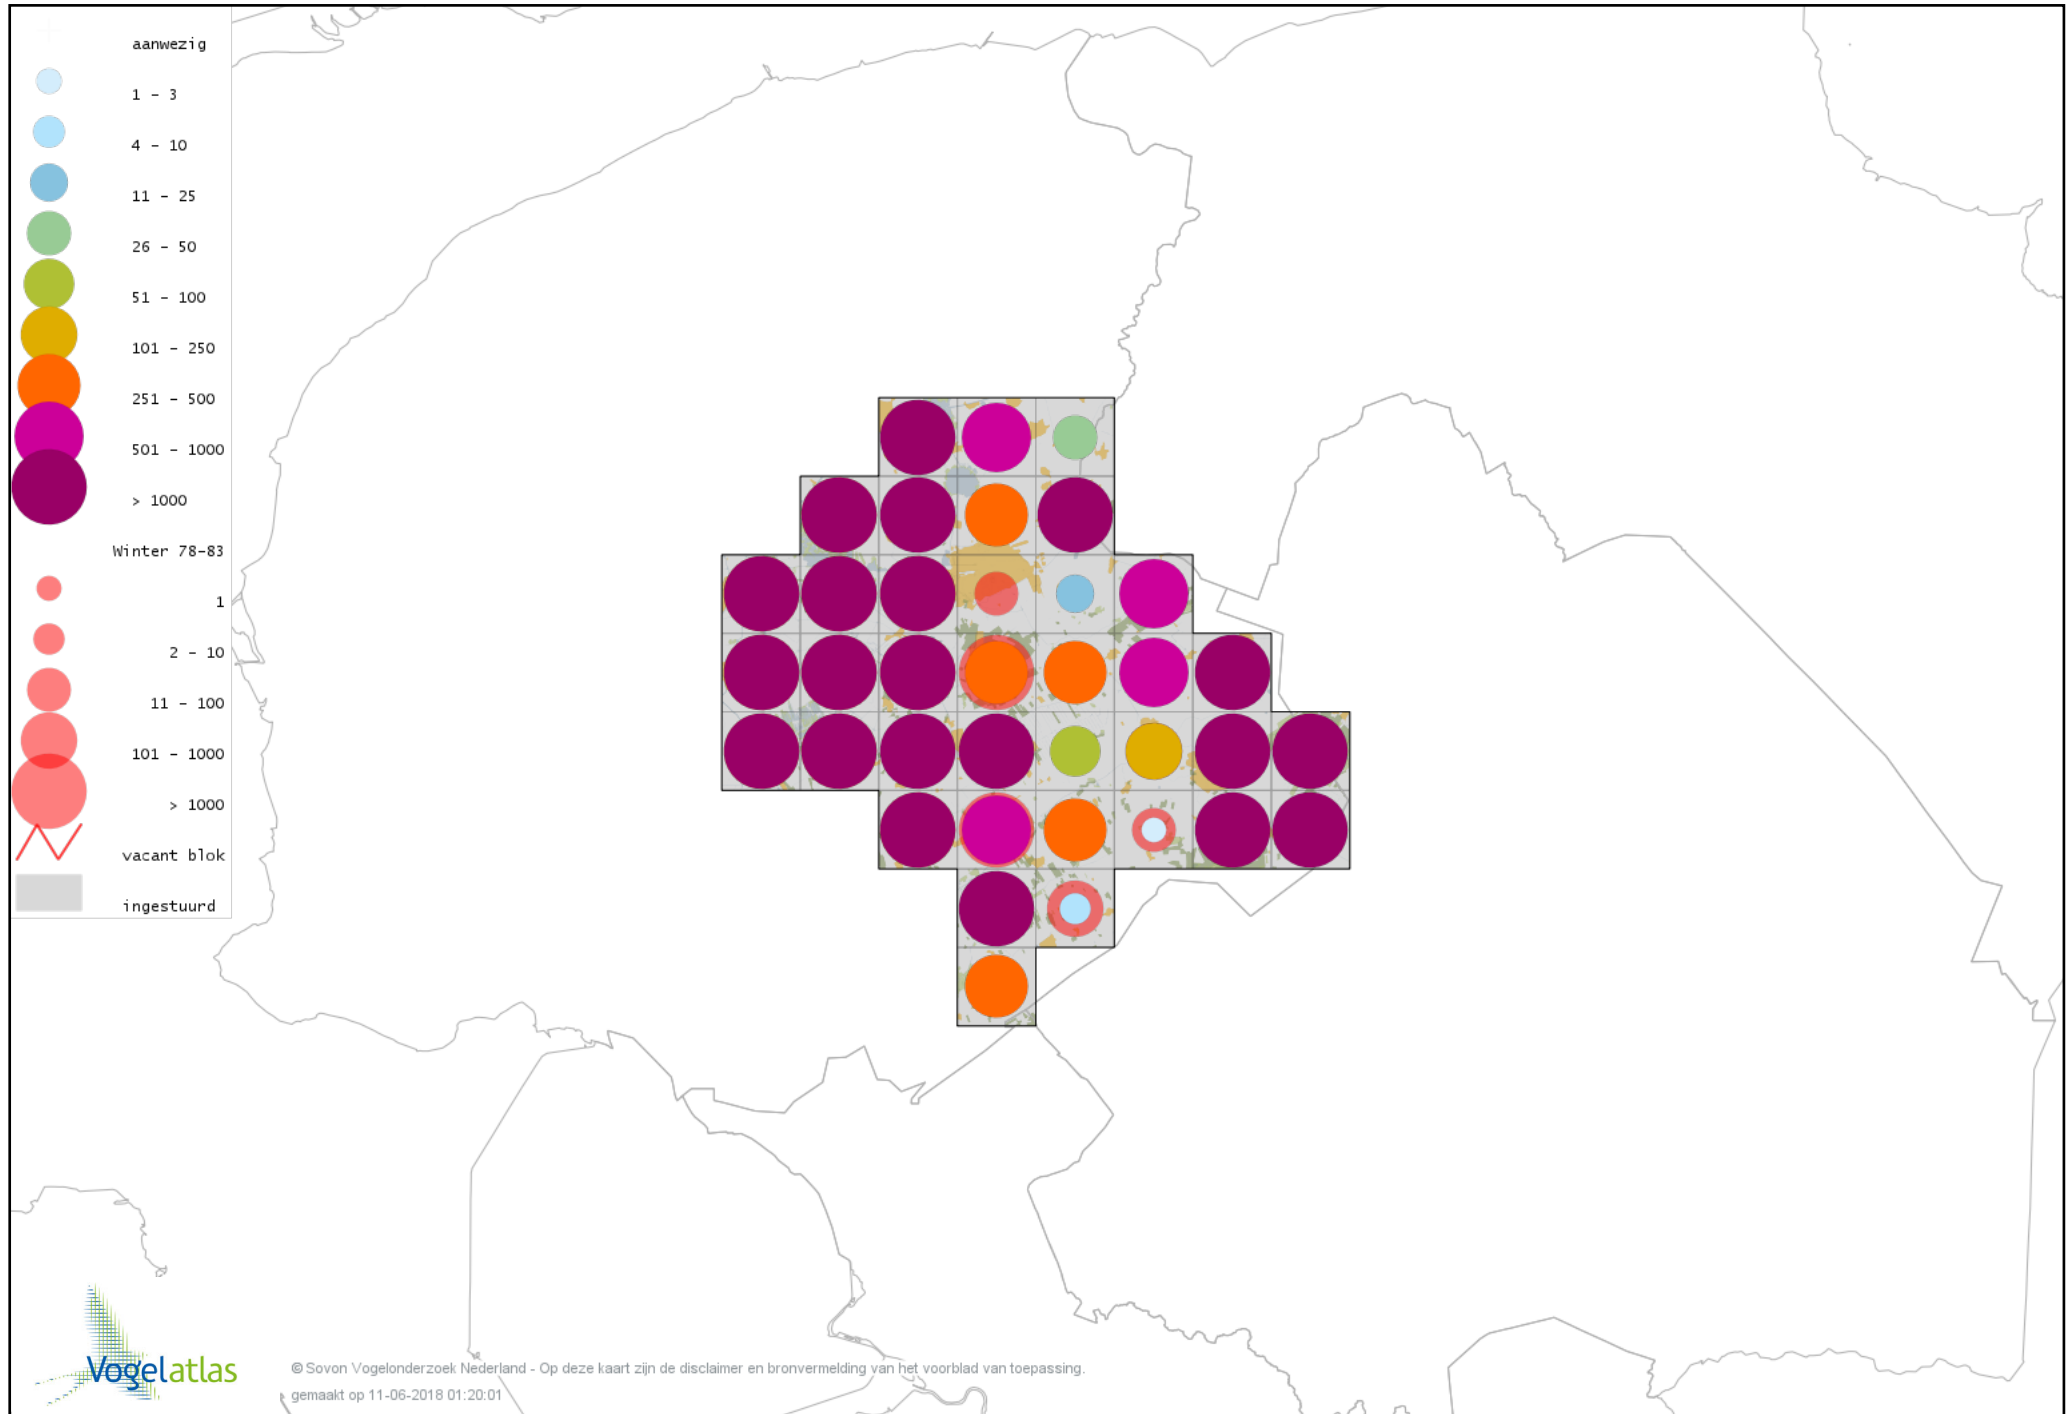 aanwezig
1 - 3
4 - 10
11 - 25
26 - 50
51 - 100
101 - 250
251 - 500
501 - 1000
> 1000
Winter 78-83
1
2 - 10
11 - 100
101 - 1000
> 1000
vacant blok
ingestuurd
Vogelatlas
© Sovon Vogelonderzoek Nederland - Op deze kaart zijn de disclaimer en bronvermelding van het voorblad van toepassing.
gemaakt op 11-06-2018 01:20:01